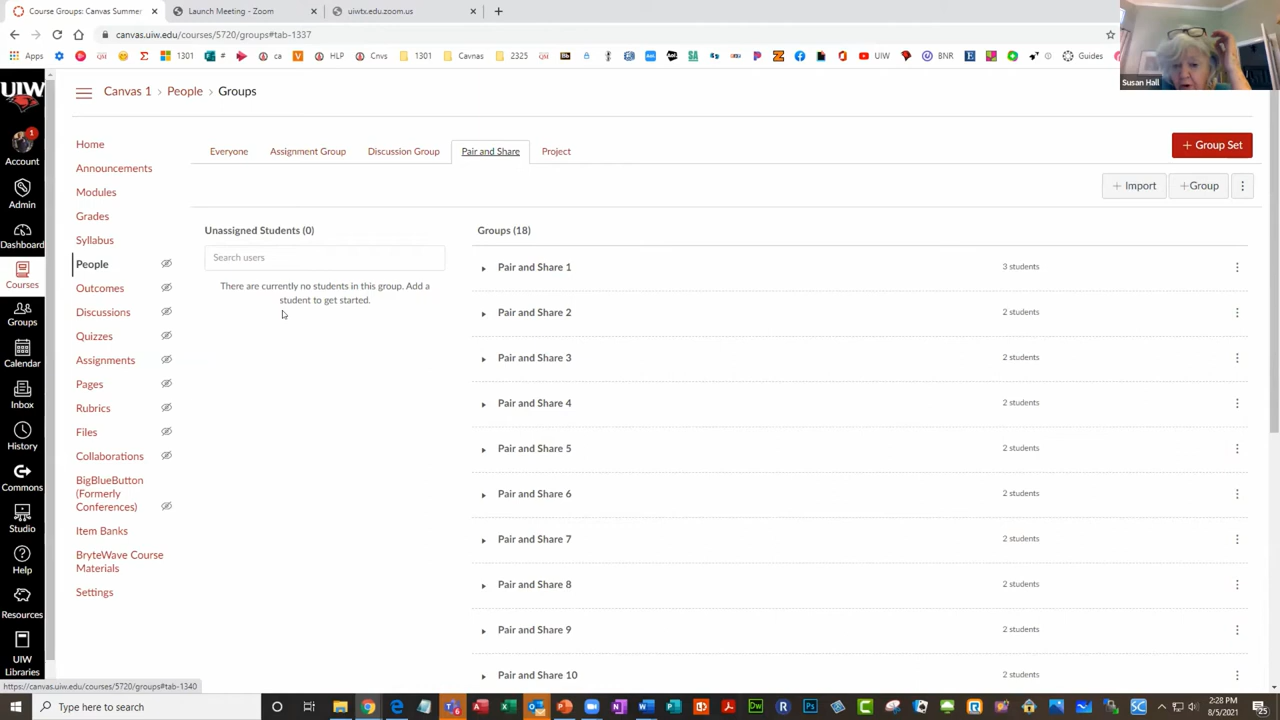 Course Groups: Canvas Summer
Launch Meeting - Zoom
uiwtx.edu.zoom.us
canvas.uiw.edu/courses/5720/groups#tab-1337
Apps
1301
ca
HLP
1301
Canvas
2325
UIW
BNR
Guides
Susan Hall
UIW
Canvas 1 > People > Groups
1
Account
Admin
Dashboard
Courses
Groups
Calendar
Inbox
History
Commons
Studio
Help
Resources
UIW
Libraries
Home
Announcements
Modules
Grades
Syllabus
People
Outcomes
Discussions
Quizzes
Assignments
Pages
Rubrics
Files
Collaborations
BigBlueButton
(Formerly
Conferences)
Item Banks
BryteWave Course
Materials
Settings
Everyone
Assignment Group
Discussion Group
Pair and Share
Project
+ Group Set
+ Import
+Group
Unassigned Students (0)
Search users
There are currently no students in this group. Add a
student to get started.
Groups (18)
Pair and Share 1 3 students
Pair and Share 2 2 students
Pair and Share 3 2 students
Pair and Share 4 2 students
Pair and Share 5 2 students
Pair and Share 6 2 students
Pair and Share 7 2 students
Pair and Share 8 2 students
Pair and Share 9 2 students
Pair and Share 10 2 students
https://canvas.uiw.edu/courses/5720/groups#tab-1340
Type here to search
2:28 PM
8/5/2021